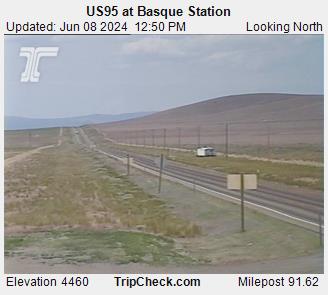 US95 at Basque Station
Updated: Jun 08 2024 12:50 PM Looking North
Elevation 4460 TripCheck.com Milepost 91.62